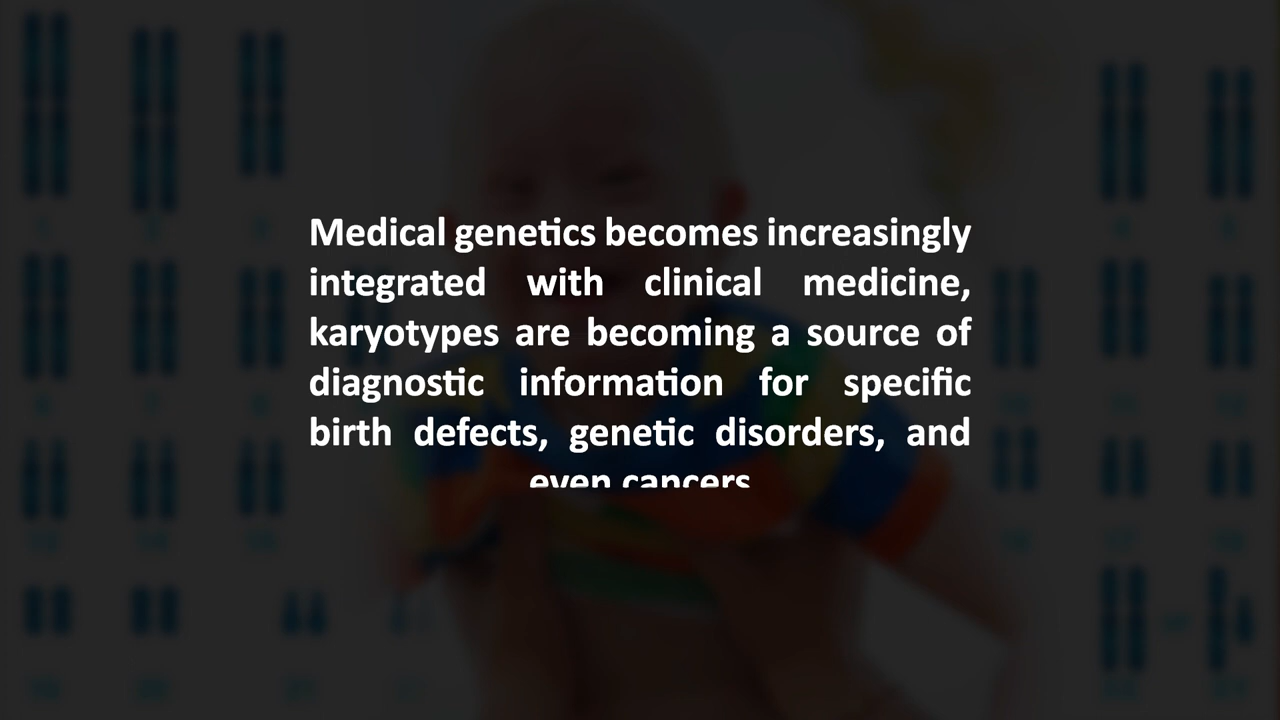 Medical genetics becomes increasingly
integrated with clinical medicine,
karyotypes are becoming a source of
diagnostic information for specific
birth defects, genetic disorders, and
even cancers